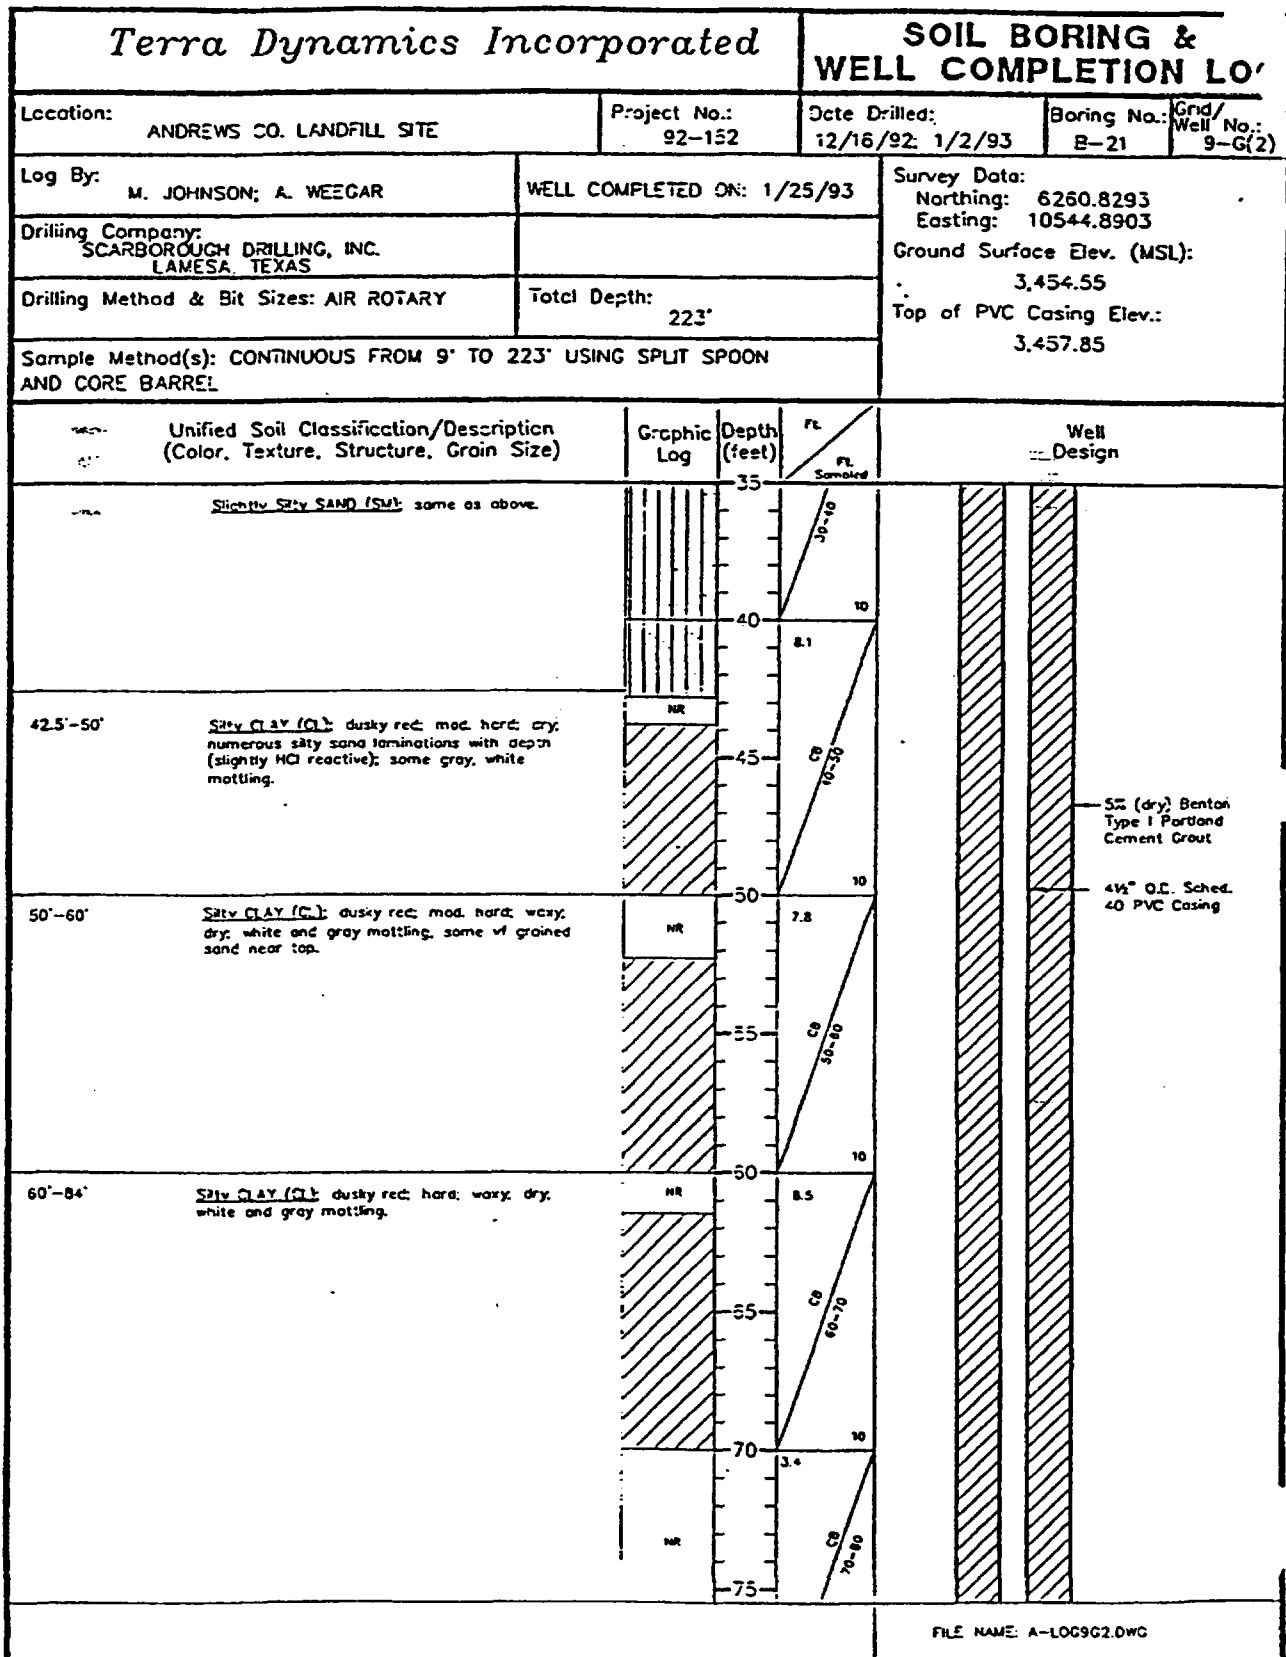 Terra Dynamics Incorporated
SOIL BORING &
WELL COMPLETION LO
Location:
ANDREWS CO. LANDFILL SITE
Project No.:
92-152
Date Drilled:
12/16/92; 1/2/93
Boring No.:
B-21
Grid/
Well No.:
9-G(2)
Log By:
M. JOHNSON; A. WEEGAR
WELL COMPLETED ON: 1/25/93
Survey Data:
Northing: 6260.8293
Easting: 10544.8903
Ground Surface Elev. (MSL):
3,454.55
Top of PVC Casing Elev.:
3,457.85
Drilling Company:
SCARBOROUGH DRILLING, INC.
LAMESA, TEXAS
Drilling Method & Bit Sizes: AIR ROTARY
Total Depth:
223'
Sample Method(s): CONTINUOUS FROM 9' TO 223' USING SPLIT SPOON
AND CORE BARREL
Unified Soil Classification/Description
(Color, Texture, Structure, Grain Size)
Graphic
Log
Depth
(feet)
Ft.
Ft.
Sampled
Well
Design
35
Slightly Silty SAND (SM): same as above.
30-40
10
40
8.1
42.5'-50'
Silty CLAY (CL): dusky red; mod. hard; dry;
numerous silty sand laminations with depth
(slightly HCl reactive); some gray, white
mottling.
NR
45
CB
40-50
5% (dry) Benton
Type I Portland
Cement Grout
10
50
4½" O.D. Sched.
40 PVC Casing
50'-60'
Silty CLAY (CL): dusky red; mod. hard; waxy;
dry; white and gray mottling, some vf grained
sand near top.
NR
7.8
55
CB
50-60
10
60
60'-84'
Silty CLAY (CL): dusky red; hard; waxy; dry;
white and gray mottling.
NR
8.5
65
CB
60-70
10
70
3.4
NR
CB
70-80
75
FILE NAME: A-LOG9G2.DWG